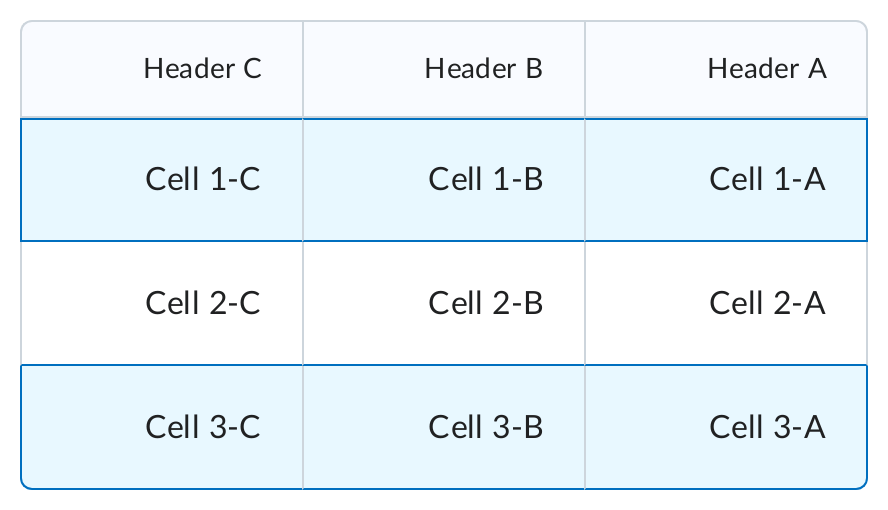 Header C Header B Header A
Cell 1-C Cell 1-B Cell 1-A
Cell 2-C Cell 2-B Cell 2-A
Cell 3-C Cell 3-B Cell 3-A